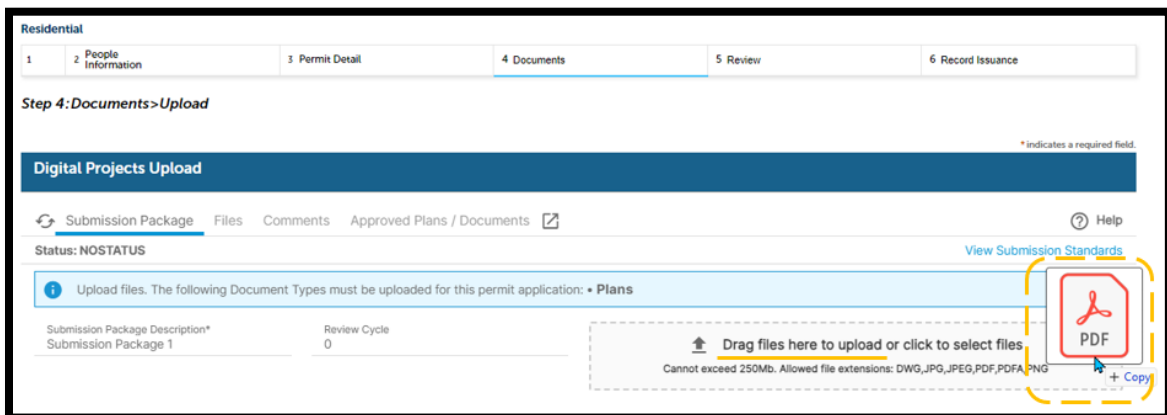 Residential
1 2 People Information 3 Permit Detail 4 Documents 5 Review 6 Record Issuance
Step 4:Documents>Upload
* indicates a required field.
Digital Projects Upload
Submission Package Files Comments Approved Plans / Documents Help
Status: NOSTATUS View Submission Standards
Upload files. The following Document Types must be uploaded for this permit application: • Plans
Submission Package Description* Review Cycle
Submission Package 1 0
Drag files here to upload or click to select files
PDF
Cannot exceed 250Mb. Allowed file extensions: DWG,JPG,JPEG,PDF,PDFA,PNG
+ Copy